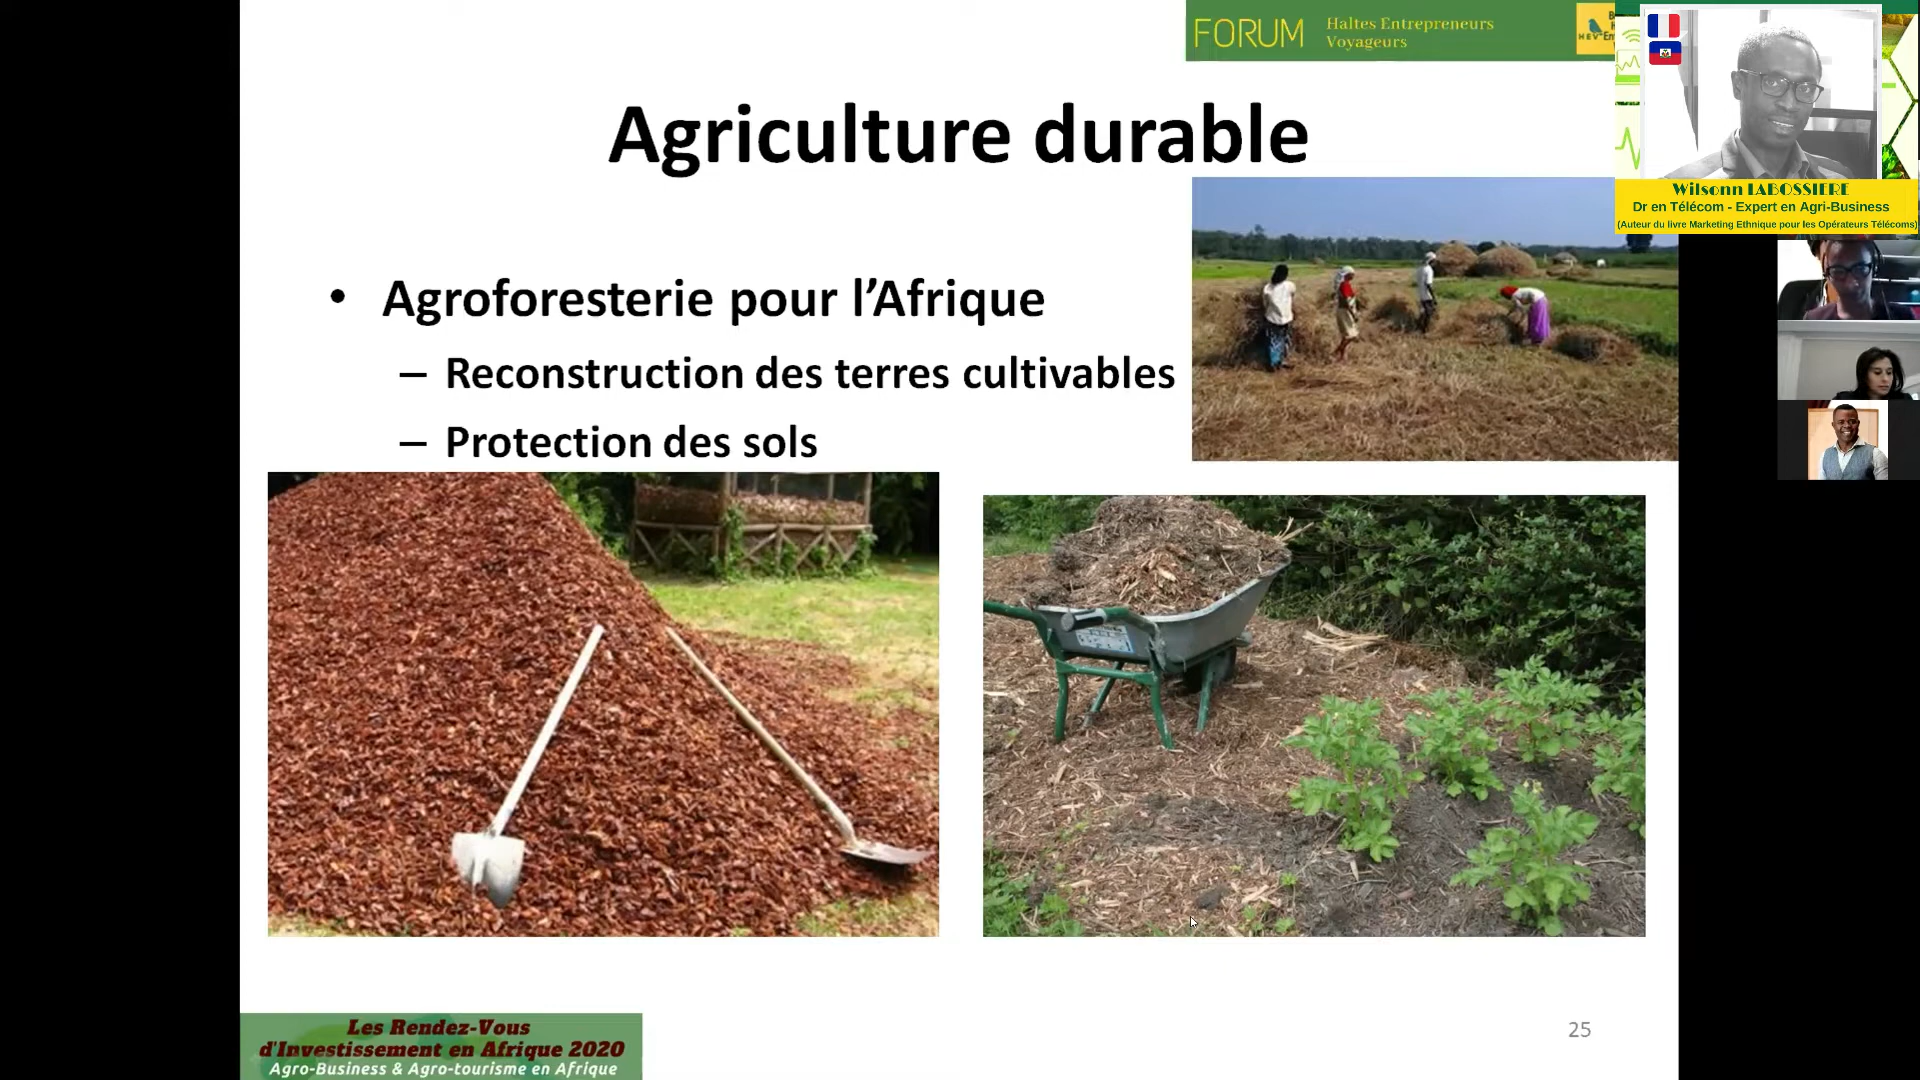 FORUM
Haltes Entrepreneurs
Voyageurs
Wilsonn LABOSSIERE
Dr en Télécom - Expert en Agri-Business
(Auteur du livre Marketing Ethnique pour les Opérateurs Télécoms)
Agriculture durable
• Agroforesterie pour l’Afrique
– Reconstruction des terres cultivables
– Protection des sols
Les Rendez-Vous
d'Investissement en Afrique 2020
Agro-Business & Agro-tourisme en Afrique
25